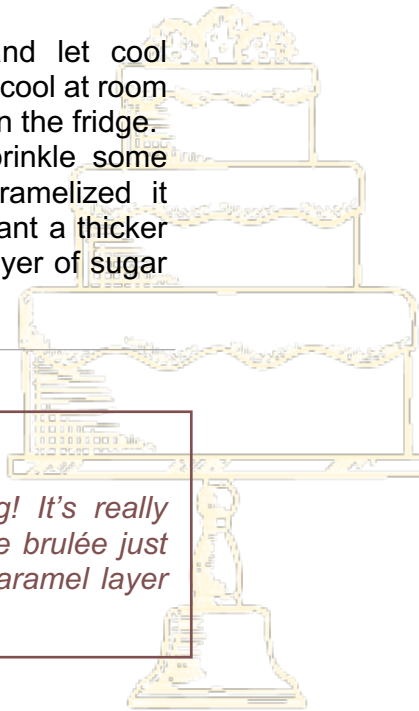 nd let cool
cool at room
n the fridge.
prinkle some
ramelized it
ant a thicker
ayer of sugar
g! It's really
e brulée just
aramel layer